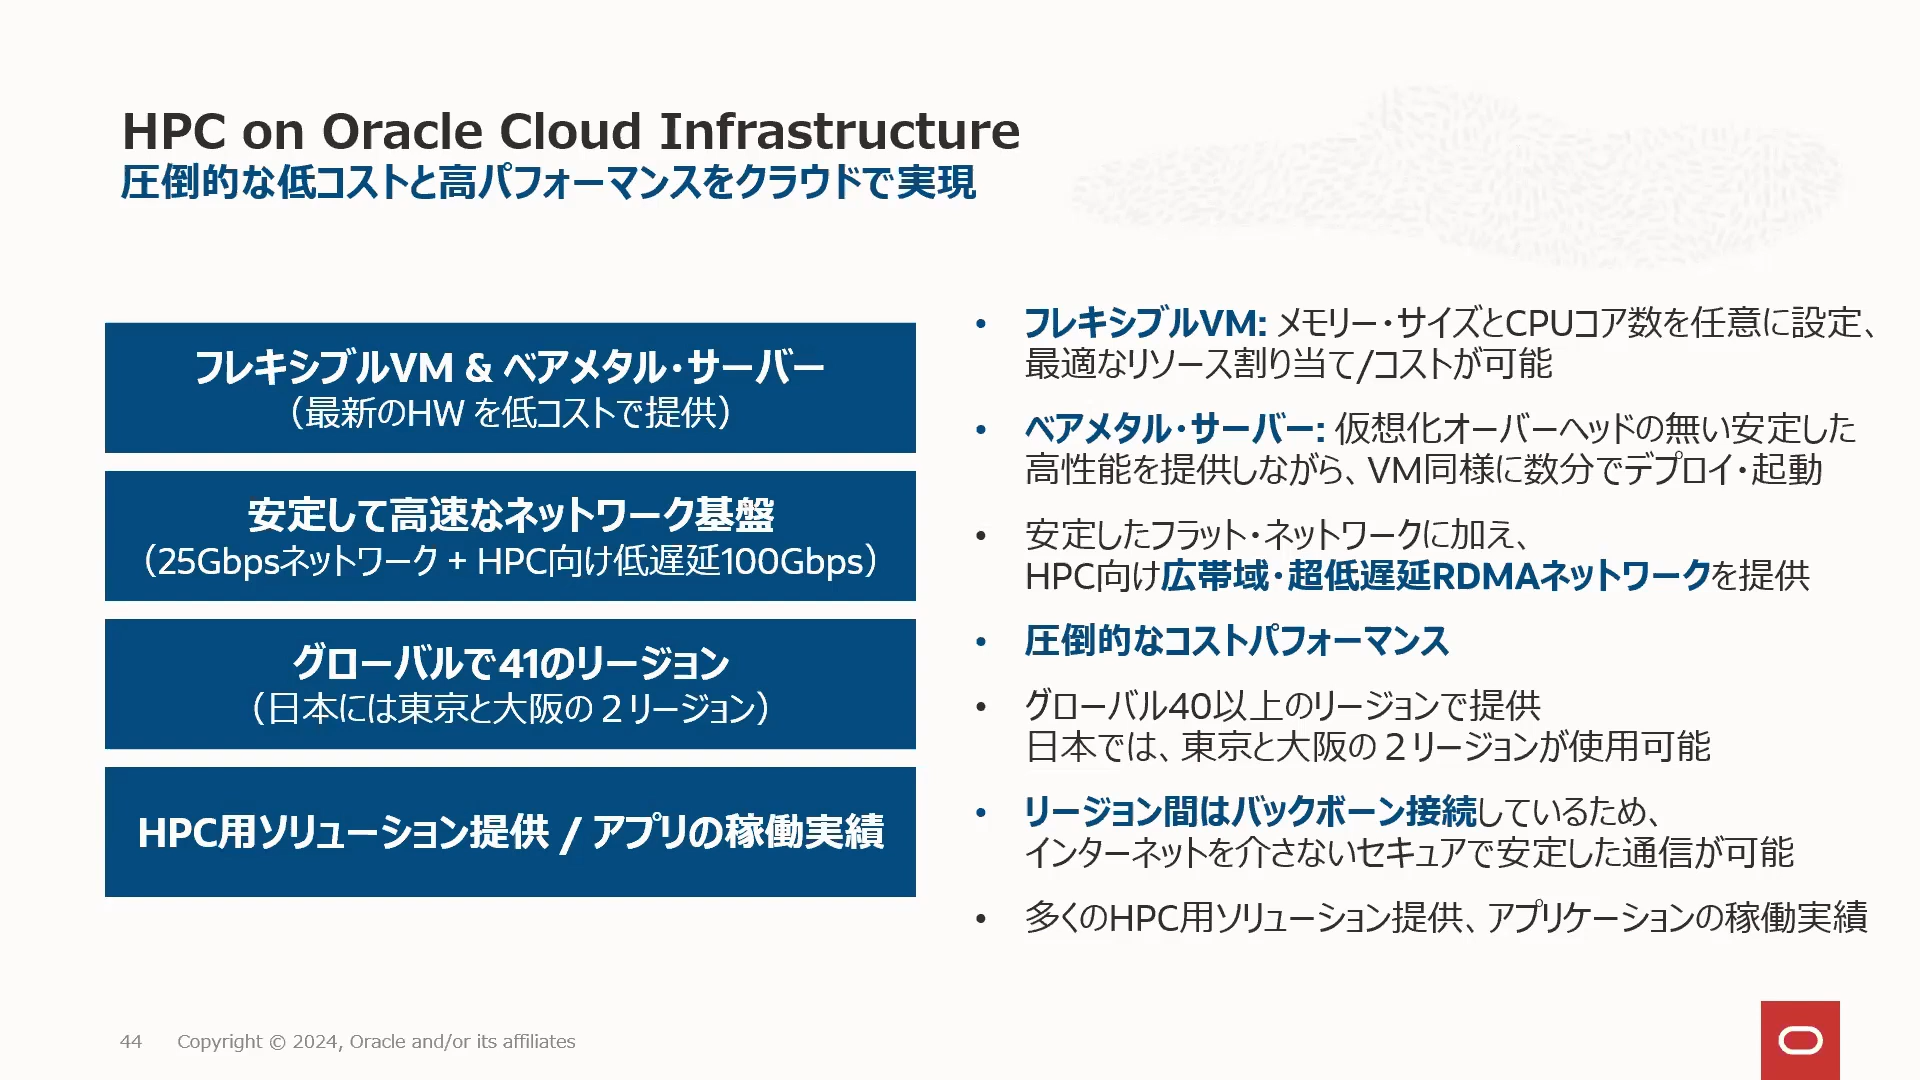 HPC on Oracle Cloud Infrastructure
圧倒的な低コストと高パフォーマンスをクラウドで実現
フレキシブルVM & ベアメタル・サーバー
（最新のHW を低コストで提供）
安定して高速なネットワーク基盤
（25Gbpsネットワーク + HPC向け低遅延100Gbps）
グローバルで41のリージョン
（日本には東京と大阪の２リージョン）
HPC用ソリューション提供 / アプリの稼働実績
• フレキシブルVM: メモリー・サイズとCPUコア数を任意に設定、
最適なリソース割り当て/コストが可能
• ベアメタル・サーバー: 仮想化オーバーヘッドの無い安定した
高性能を提供しながら、VM同様に数分でデプロイ・起動
• 安定したフラット・ネットワークに加え、
HPC向け広帯域・超低遅延RDMAネットワークを提供
• 圧倒的なコストパフォーマンス
• グローバル40以上のリージョンで提供
日本では、東京と大阪の２リージョンが使用可能
• リージョン間はバックボーン接続しているため、
インターネットを介さないセキュアで安定した通信が可能
• 多くのHPC用ソリューション提供、アプリケーションの稼働実績
44 Copyright © 2024, Oracle and/or its affiliates